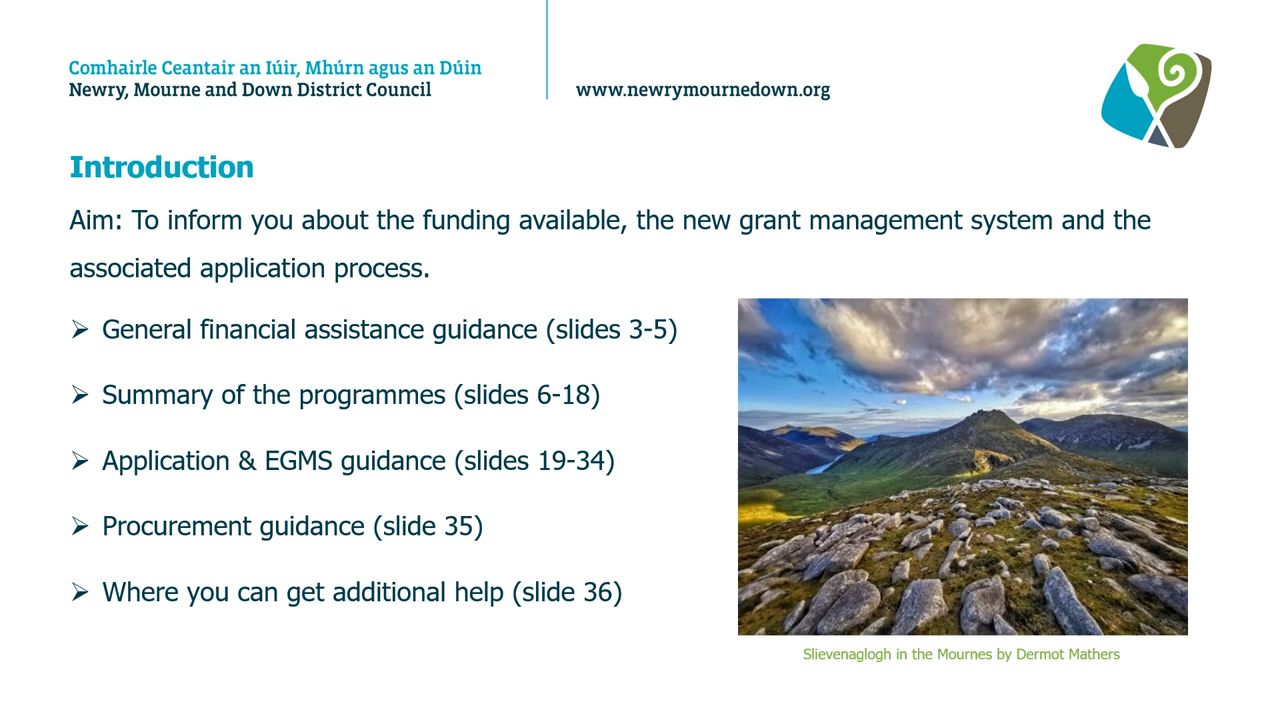 Comhairle Ceantair an Iúir, Mhúrn agus an Dúin
Newry, Mourne and Down District Council
www.newrymournedown.org
Introduction
Aim: To inform you about the funding available, the new grant management system and the
associated application process.
➢ General financial assistance guidance (slides 3-5)
➢ Summary of the programmes (slides 6-18)
➢ Application & EGMS guidance (slides 19-34)
➢ Procurement guidance (slide 35)
➢ Where you can get additional help (slide 36)
Slievenaglogh in the Mournes by Dermot Mathers